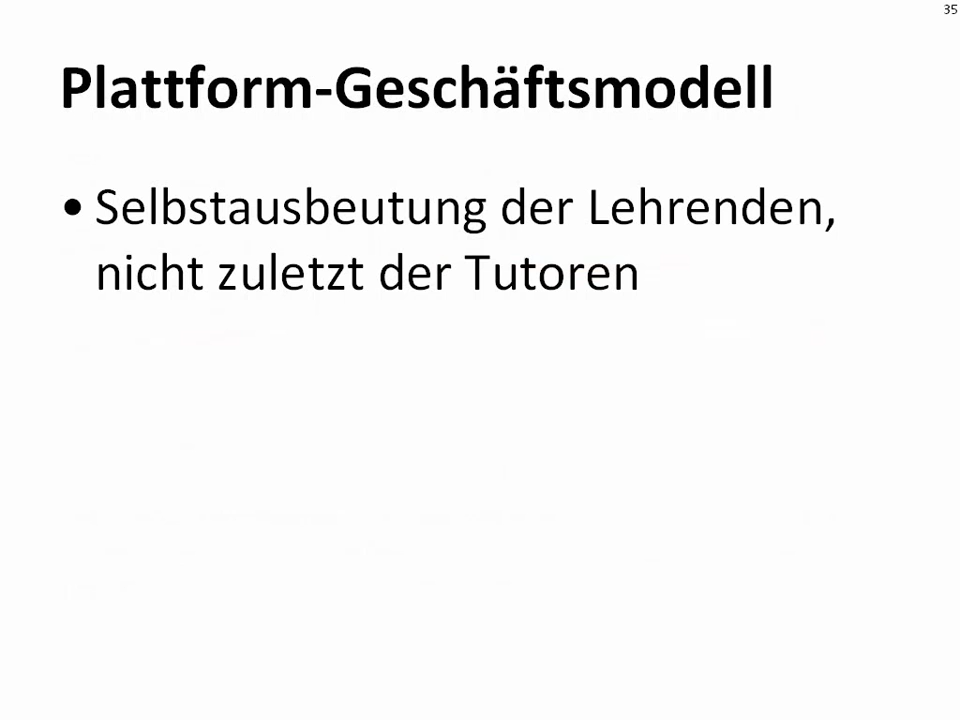 35
Plattform-Geschäftsmodell
• Selbstausbeutung der Lehrenden,
nicht zuletzt der Tutoren